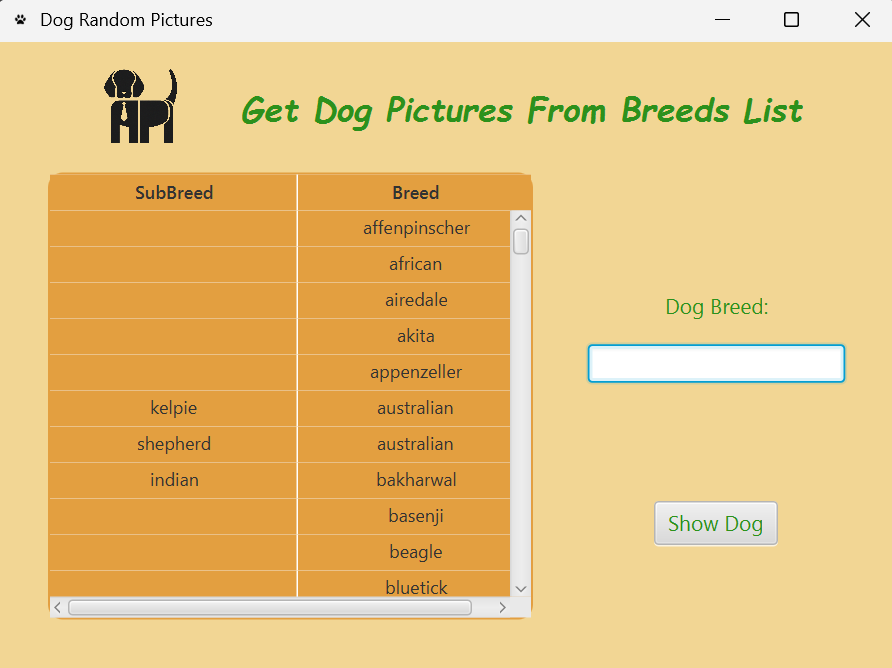 Dog Random Pictures
Get Dog Pictures From Breeds List
SubBreed Breed
affenpinscher
african
airedale
akita
appenzeller
kelpie australian
shepherd australian
indian bakharwal
basenji
beagle
bluetick
Dog Breed:
Show Dog